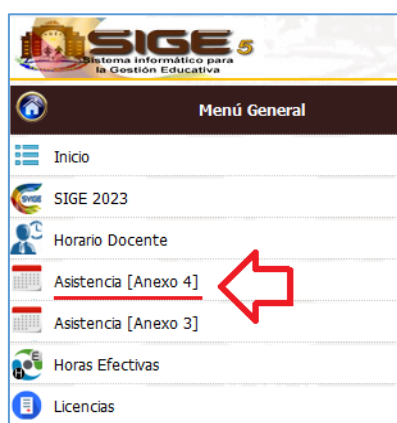 SIGE 5
Sistema Informático para
la Gestión Educativa
Menú General
Inicio
SIGE 2023
Horario Docente
Asistencia [Anexo 4]
Asistencia [Anexo 3]
Horas Efectivas
Licencias